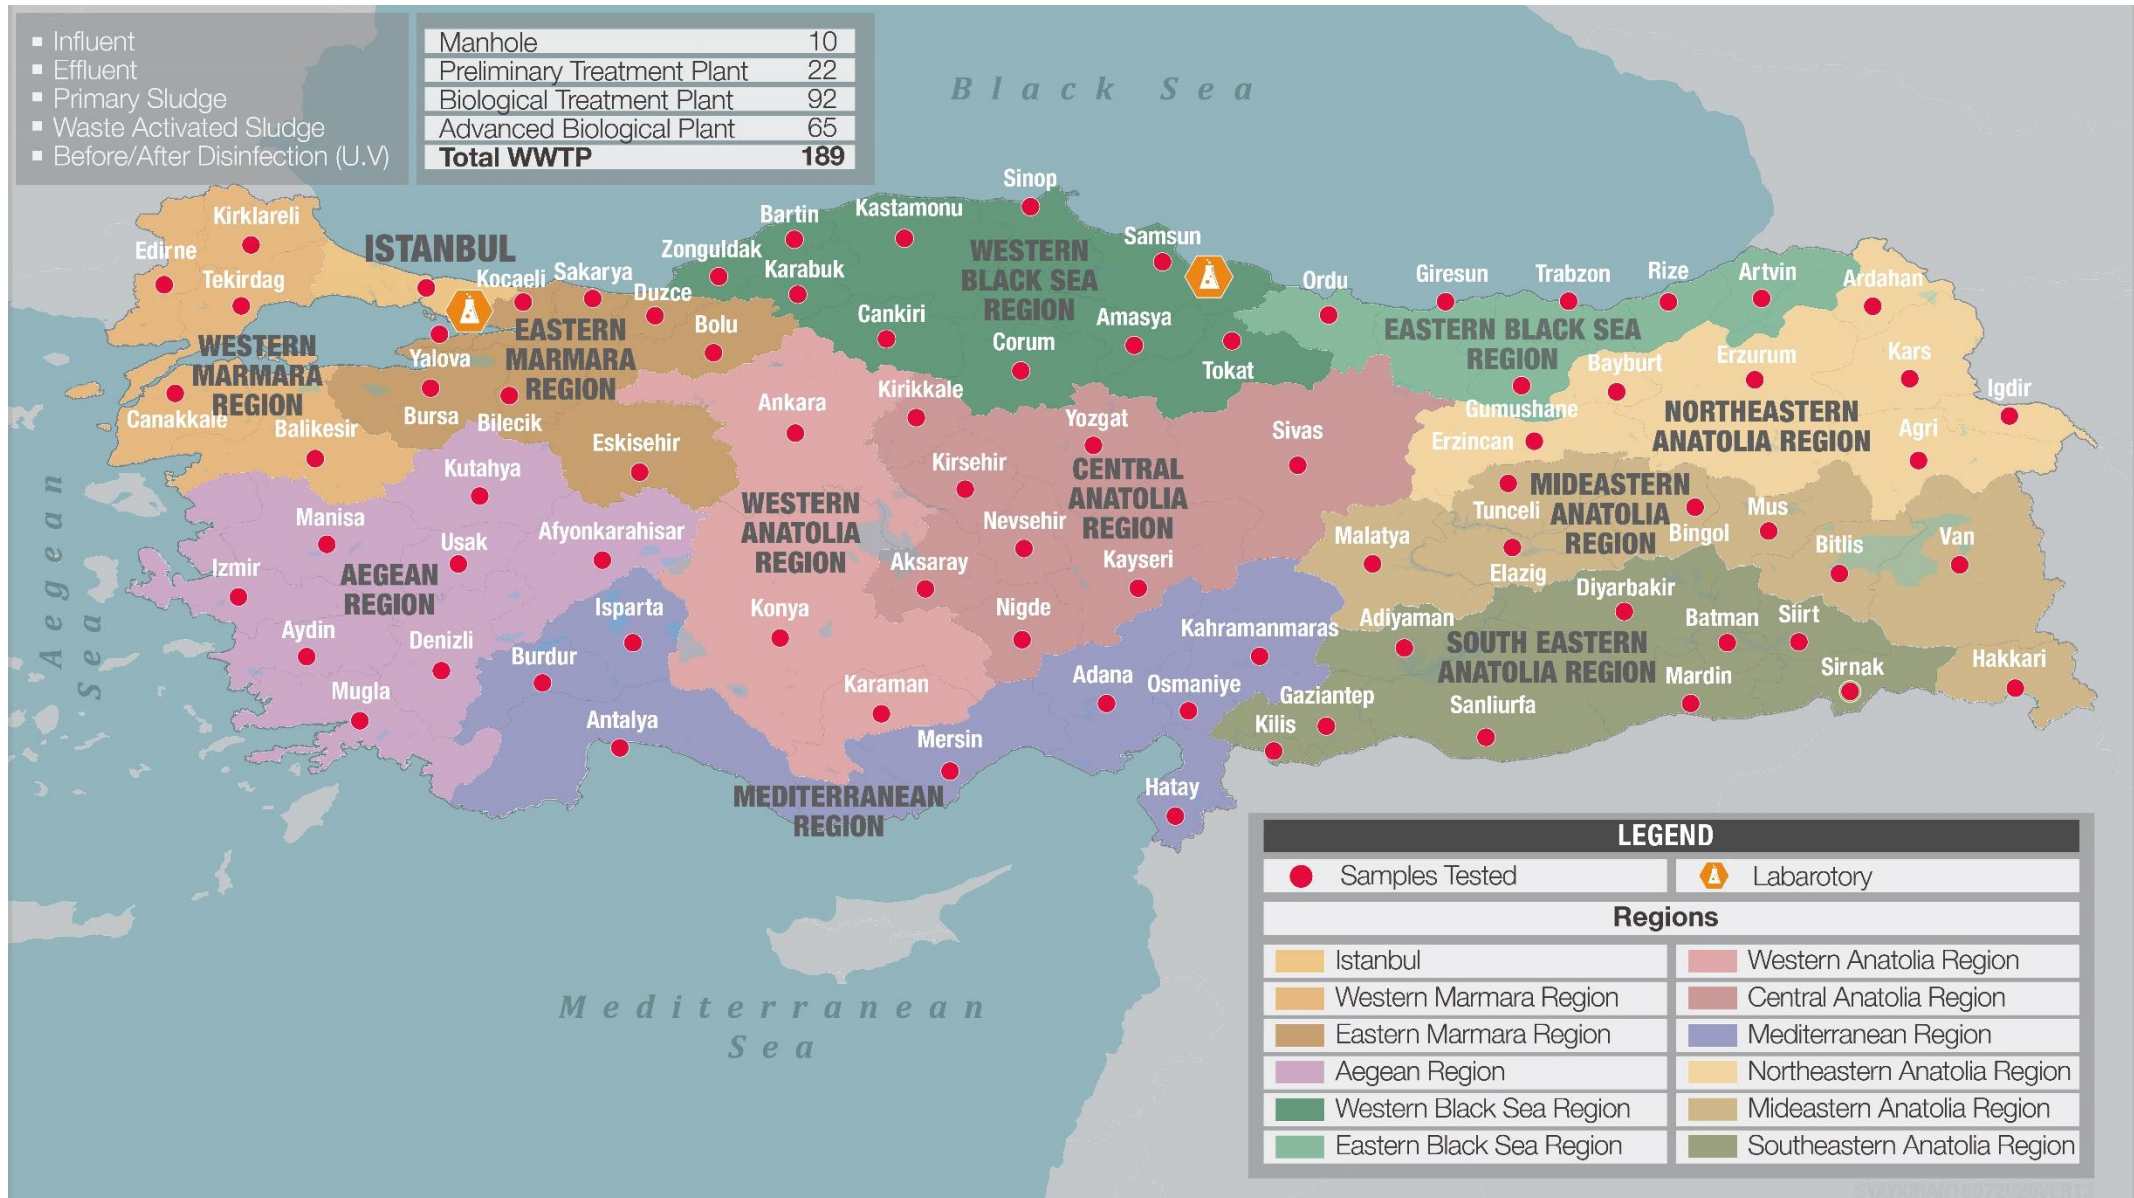 Influent
Effluent
Primary Sludge
Waste Activated Sludge
Before/After Disinfection (U.V)
Manhole 10
Preliminary Treatment Plant 22
Biological Treatment Plant 92
Advanced Biological Plant 65
Total WWTP 189
Black Sea
Aegean
Sea
Mediterranean
Sea
ISTANBUL
WESTERN
MARMARA
REGION
Kirklareli
Edirne
Tekirdag
Canakkale
Balikesir
EASTERN
MARMARA
REGION
Kocaeli
Sakarya
Duzce
Bolu
Yalova
Bursa
Bilecik
Eskisehir
WESTERN
BLACK SEA
REGION
Zonguldak
Bartin
Karabuk
Kastamonu
Sinop
Samsun
Cankiri
Corum
Amasya
Tokat
EASTERN BLACK SEA
REGION
Ordu
Giresun
Trabzon
Rize
Artvin
Gumushane
NORTHEASTERN
ANATOLIA REGION
Ardahan
Kars
Igdir
Agri
Erzurum
Bayburt
Erzincan
AEGEAN
REGION
Kutahya
Manisa
Usak
Afyonkarahisar
Izmir
Aydin
Denizli
Mugla
WESTERN
ANATOLIA
REGION
Ankara
Konya
Karaman
CENTRAL
ANATOLIA
REGION
Kirikkale
Yozgat
Sivas
Kirsehir
Nevsehir
Aksaray
Kayseri
Nigde
MIDEASTERN
ANATOLIA
REGION
Malatya
Tunceli
Elazig
Bingol
Mus
Bitlis
Van
Hakkari
SOUTH EASTERN
ANATOLIA REGION
Adiyaman
Diyarbakir
Batman
Siirt
Sirnak
Mardin
Sanliurfa
Gaziantep
Kilis
MEDITERRANEAN
REGION
Isparta
Burdur
Antalya
Mersin
Adana
Osmaniye
Kahramanmaras
Hatay
LEGEND
Samples Tested
Labarotory
Regions
Istanbul
Western Anatolia Region
Western Marmara Region
Central Anatolia Region
Eastern Marmara Region
Mediterranean Region
Aegean Region
Northeastern Anatolia Region
Western Black Sea Region
Mideastern Anatolia Region
Eastern Black Sea Region
Southeastern Anatolia Region